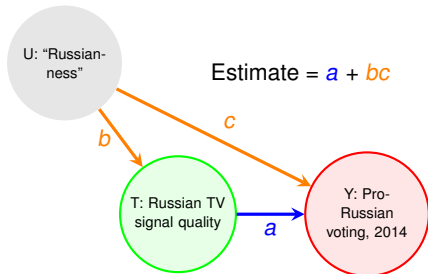 U: “Russian-
ness”
Estimate = a + bc
b
c
T: Russian TV
signal quality
a
Y: Pro-
Russian
voting, 2014